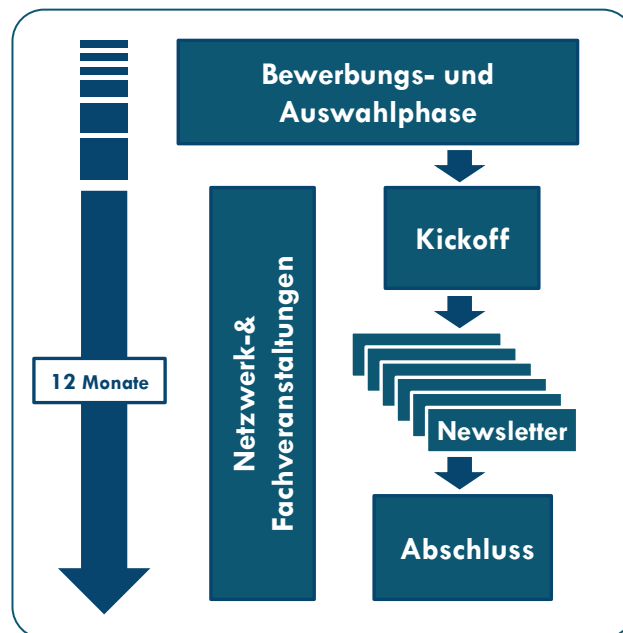 Bewerbungs- und
Auswahlphase
Kickoff
Netzwerk-&
Fachveranstaltungen
12 Monate
Newsletter
Abschluss